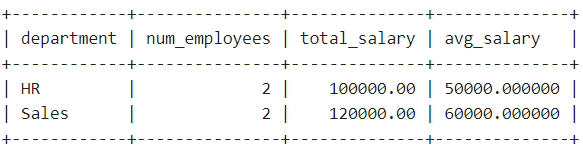 +------------+---------------+--------------+--------------+
| department | num_employees | total_salary | avg_salary   |
+------------+---------------+--------------+--------------+
| HR         |             2 |    100000.00 | 50000.000000 |
| Sales      |             2 |    120000.00 | 60000.000000 |
+------------+---------------+--------------+--------------+